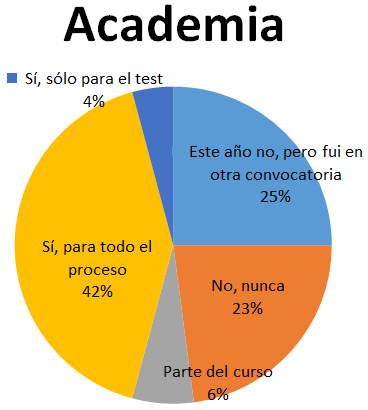 Academia
Sí, sólo para el test
4%
Este año no, pero fui en
otra convocatoria
25%
Sí, para todo el
proceso
42%
No, nunca
23%
Parte del curso
6%